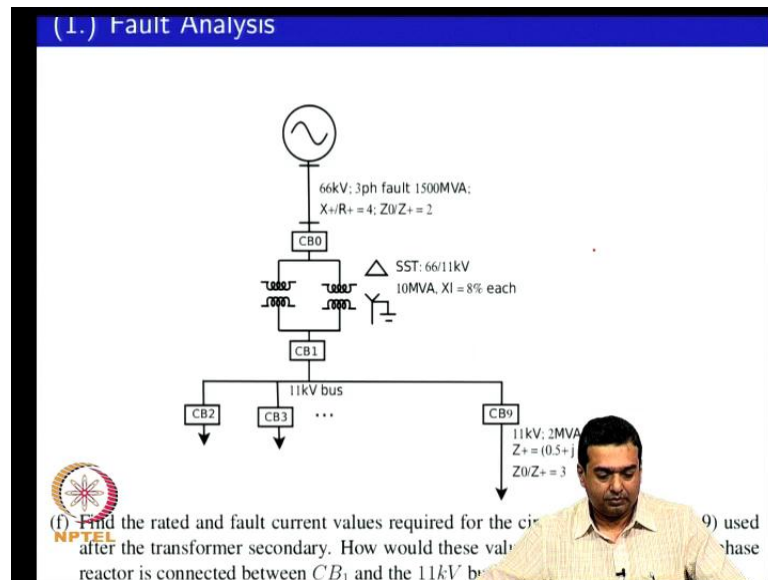 (1.) Fault Analysis
66kV; 3ph fault 1500MVA;
X+/R+ = 4; Z0/Z+ = 2
CB0
SST: 66/11kV
10MVA, Xl = 8% each
CB1
11kV bus
CB2
CB3
...
CB9
11kV; 2MVA
Z+ = (0.5+j
Z0/Z+ = 3
(f) Find the rated and fault current values required for the 9) used
after the transformer secondary. How would these
reactor is connected between CB1 and the 11kV
NPTEL